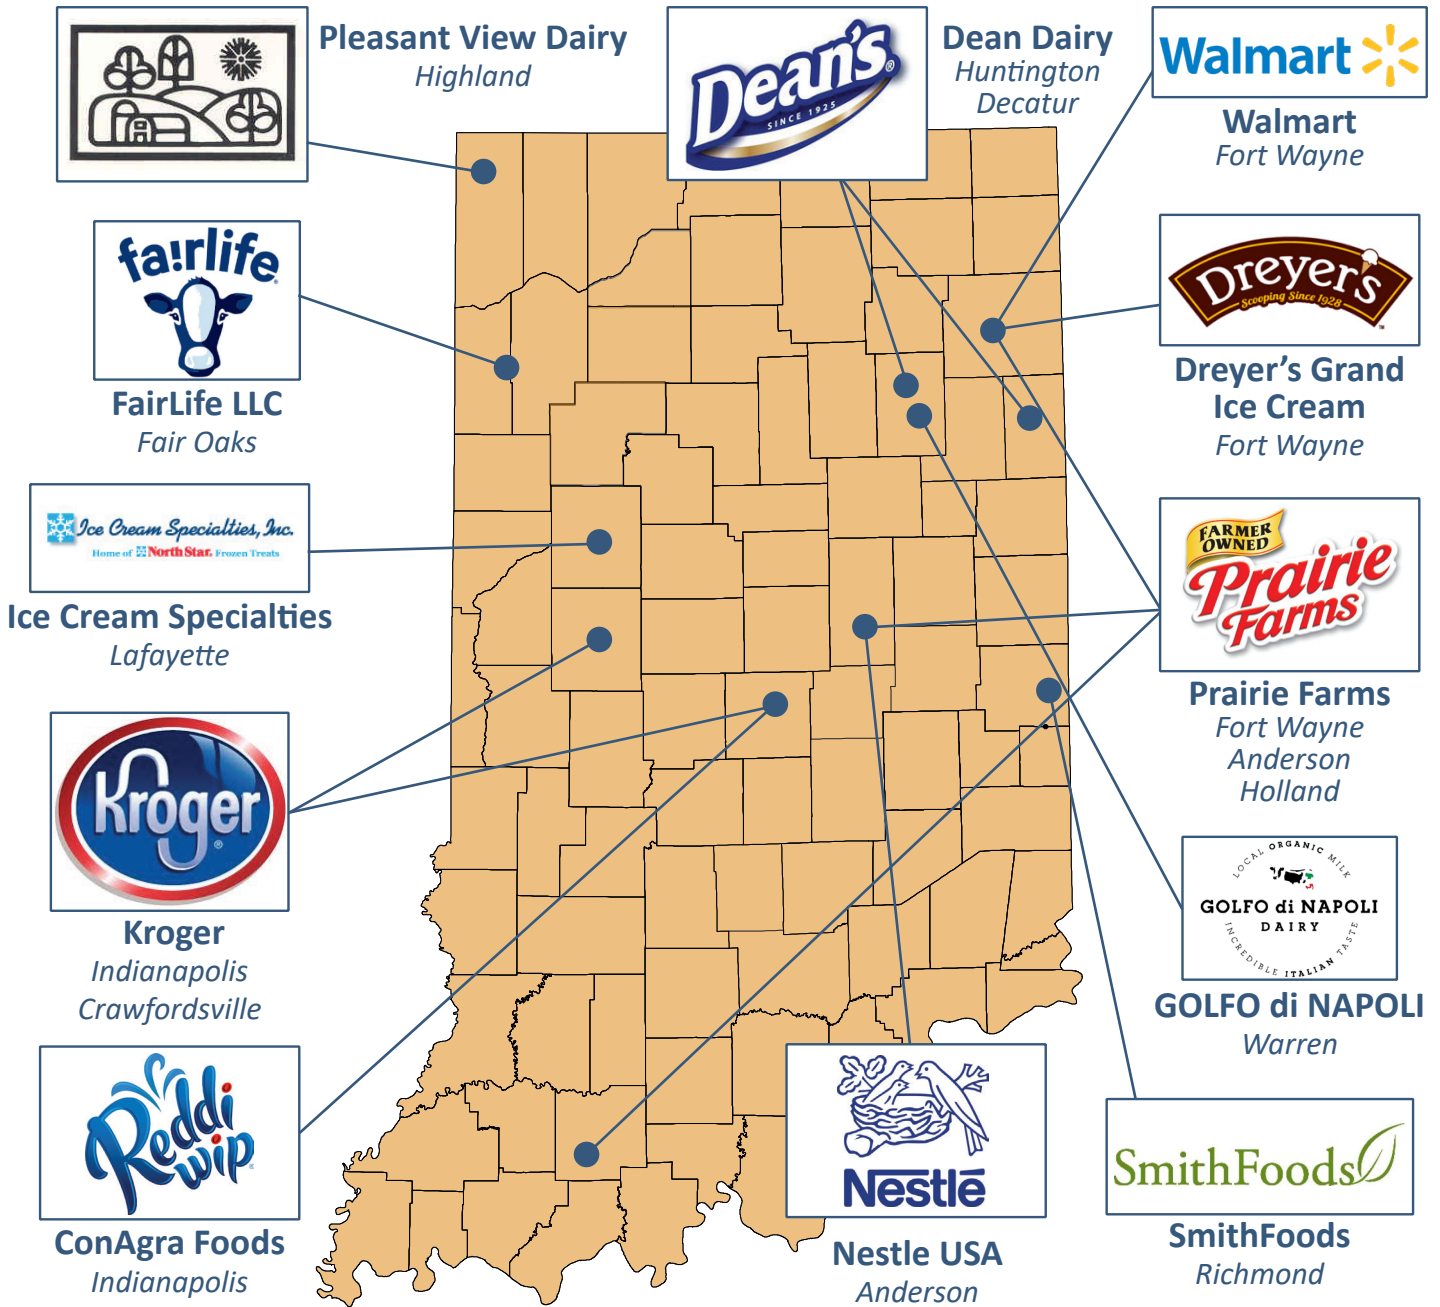 Pleasant View Dairy
Highland
Dean's®
SINCE 1925
Dean Dairy
Huntington
Decatur
Walmart
Walmart
Fort Wayne
fa!rlife®
FairLife LLC
Fair Oaks
Dreyer's
Scooping Since 1928
™
Dreyer’s Grand
Ice Cream
Fort Wayne
Ice Cream Specialties, Inc.
Home of North Star. Frozen Treats
Ice Cream Specialties
Lafayette
FARMER
OWNED
Prairie
Farms
Prairie Farms
Fort Wayne
Anderson
Holland
Kroger®
Kroger
Indianapolis
Crawfordsville
LOCAL ORGANIC MILK
GOLFO di NAPOLI
DAIRY
INCREDIBLE ITALIAN TASTE
GOLFO di NAPOLI
Warren
Reddi
wip®
ConAgra Foods
Indianapolis
Nestlé
Nestle USA
Anderson
SmithFoods
SmithFoods
Richmond